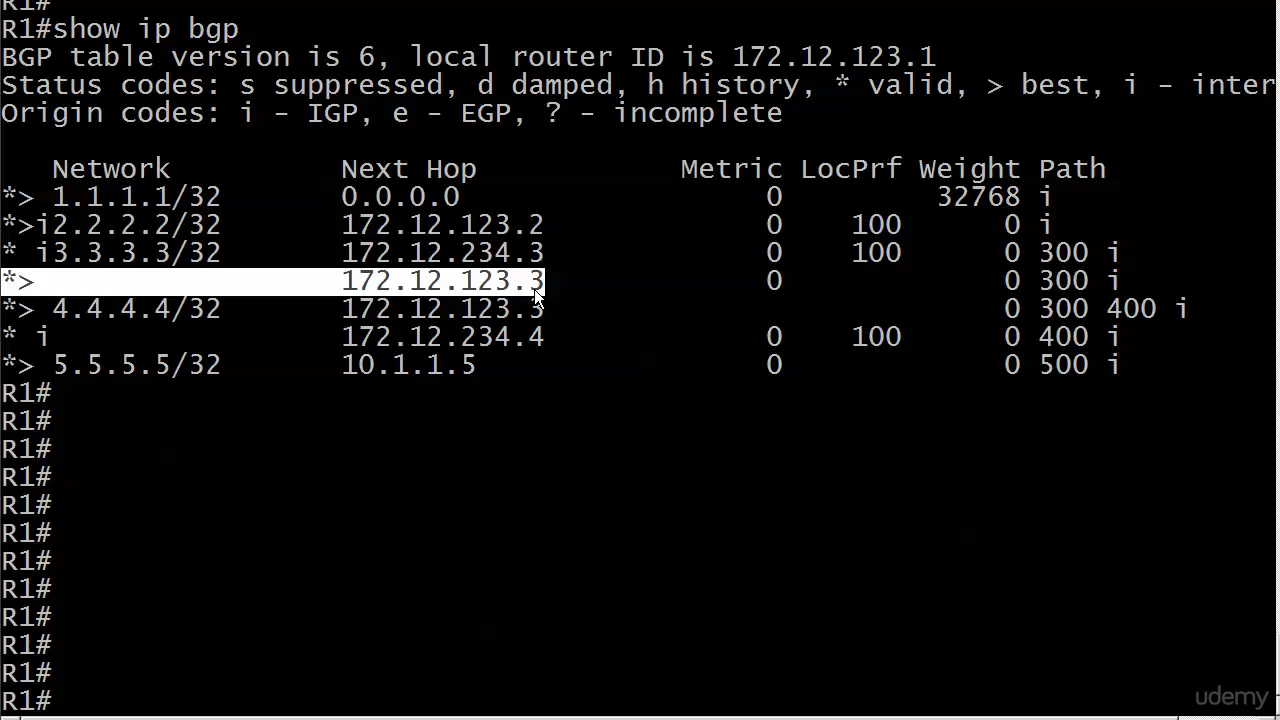 R1#
R1#show ip bgp
BGP table version is 6, local router ID is 172.12.123.1
Status codes: s suppressed, d damped, h history, * valid, > best, i - inter
Origin codes: i - IGP, e - EGP, ? - incomplete
   Network          Next Hop            Metric LocPrf Weight Path
*> 1.1.1.1/32       0.0.0.0                  0         32768 i
*>i2.2.2.2/32       172.12.123.2             0    100      0 i
* i3.3.3.3/32       172.12.234.3             0    100      0 300 i
*>                  172.12.123.3             0             0 300 i
*> 4.4.4.4/32       172.12.123.3                           0 300 400 i
* i                 172.12.234.4             0    100      0 400 i
*> 5.5.5.5/32       10.1.1.5                 0             0 500 i
R1#
R1#
R1#
R1#
R1#
R1#
R1#
R1#
R1#
R1#
R1#
R1#
udemy